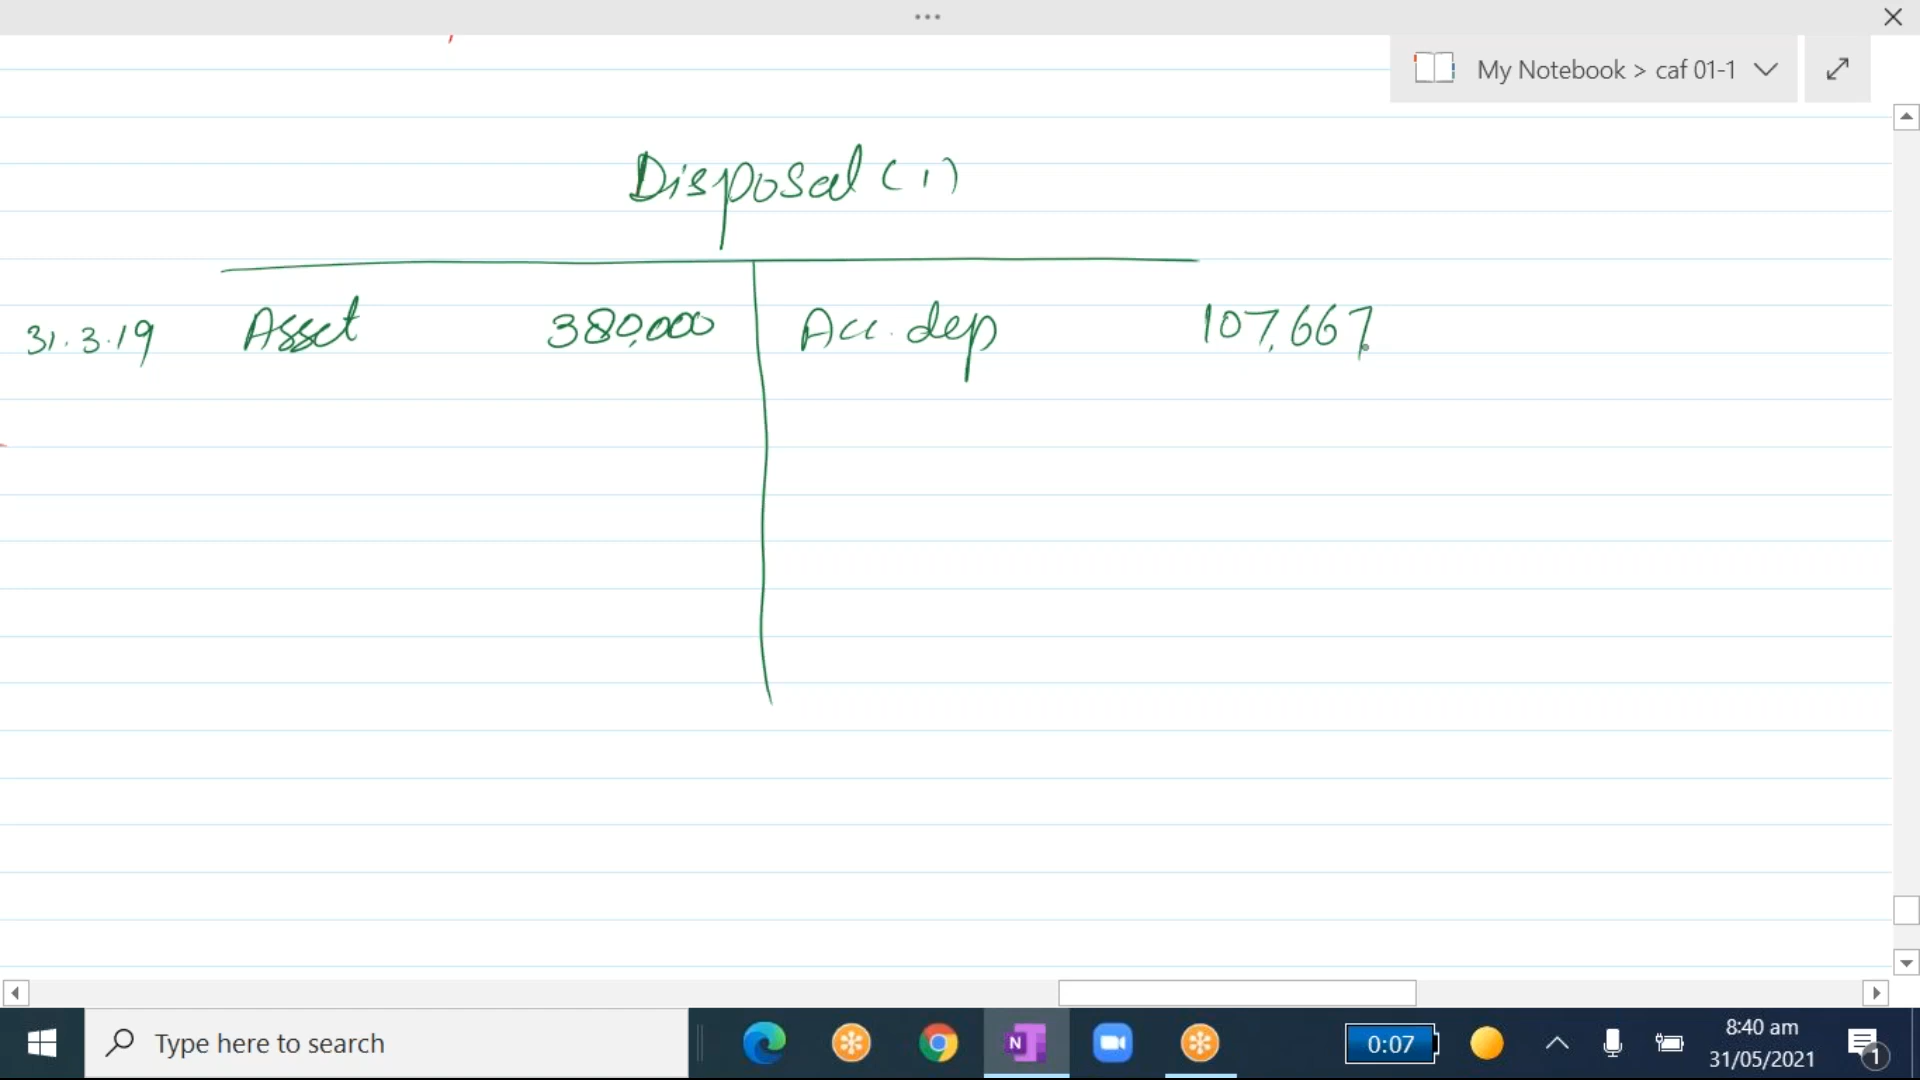 My Notebook > caf 01-1
Disposal (1)
31.3.19 Asset 380,000 Acc. dep 107,667
Type here to search
N
0:07
8:40 am
31/05/2021
1